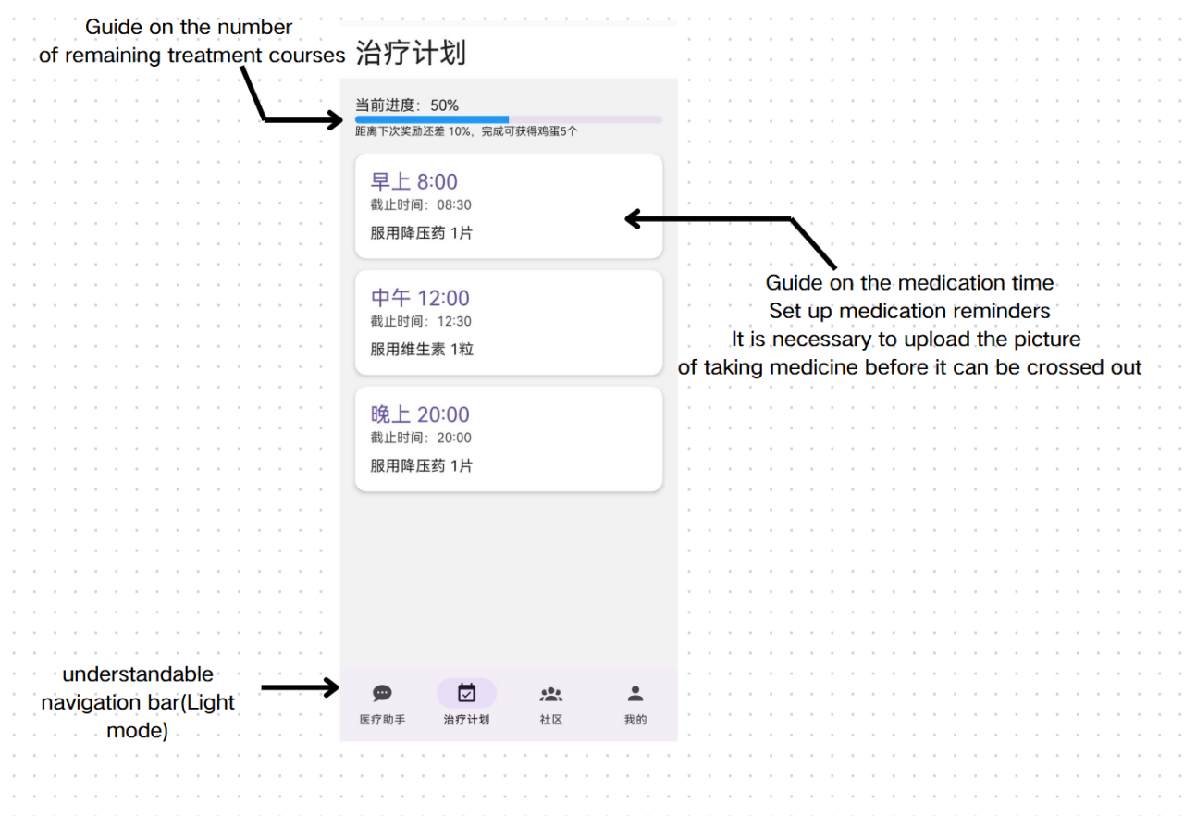 Guide on the number
of remaining treatment courses
治疗计划
当前进度：50%
距离下次奖励还差 10%，完成可获得鸡蛋5个
早上 8:00
截止时间：08:30
服用降压药 1片
中午 12:00
截止时间：12:30
服用维生素 1粒
晚上 20:00
截止时间：20:00
服用降压药 1片
Guide on the medication time
Set up medication reminders
It is necessary to upload the picture
of taking medicine before it can be crossed out
understandable
navigation bar(Light
mode)
医疗助手
治疗计划
社区
我的